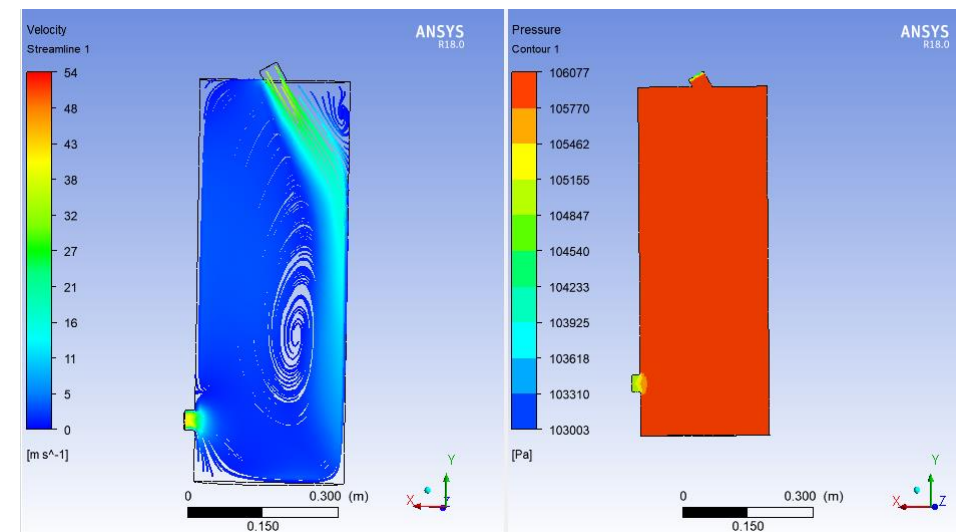 Velocity
Streamline 1
ANSYS
R18.0
54
48
43
38
32
27
21
16
11
5
0
[m s^-1]
0 0.300 (m)
0.150
Y
X Z
Pressure
Contour 1
ANSYS
R18.0
106077
105770
105462
105155
104847
104540
104233
103925
103618
103310
103003
[Pa]
0 0.300 (m)
0.150
Y
X Z